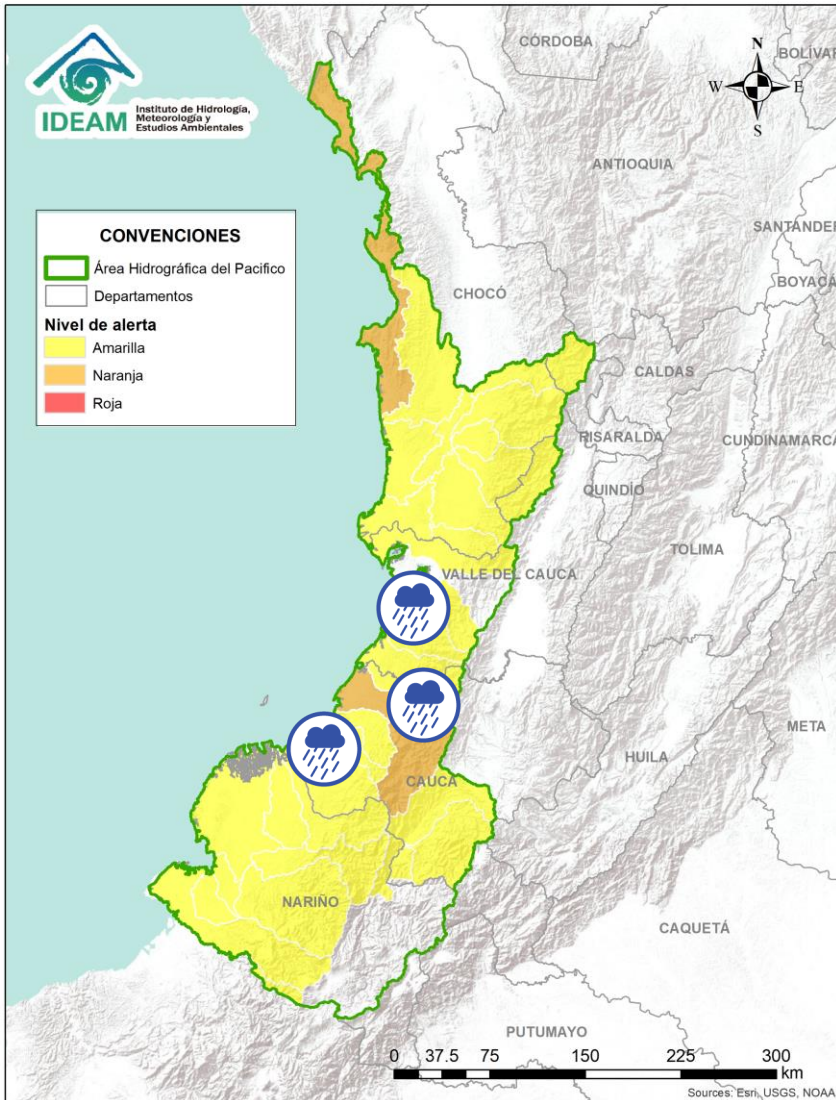 IDEAM
Instituto de Hidrología,
Meteorología y
Estudios Ambientales
CÓRDOBA
BOLÍVAR
N
W
E
S
ANTIOQUIA
SANTANDER
BOYACÁ
CONVENCIONES
Área Hidrográfica del Pacifico
Departamentos
Nivel de alerta
Amarilla
Naranja
Roja
CHOCÓ
CALDAS
RISARALDA
CUNDINAMARCA
QUINDÍO
TOLIMA
VALLE DEL CAUCA
META
HUILA
CAUCA
NARIÑO
CAQUETÁ
PUTUMAYO
0 37.5 75 150 225 300
km
Sources: Esri, USGS, NOAA